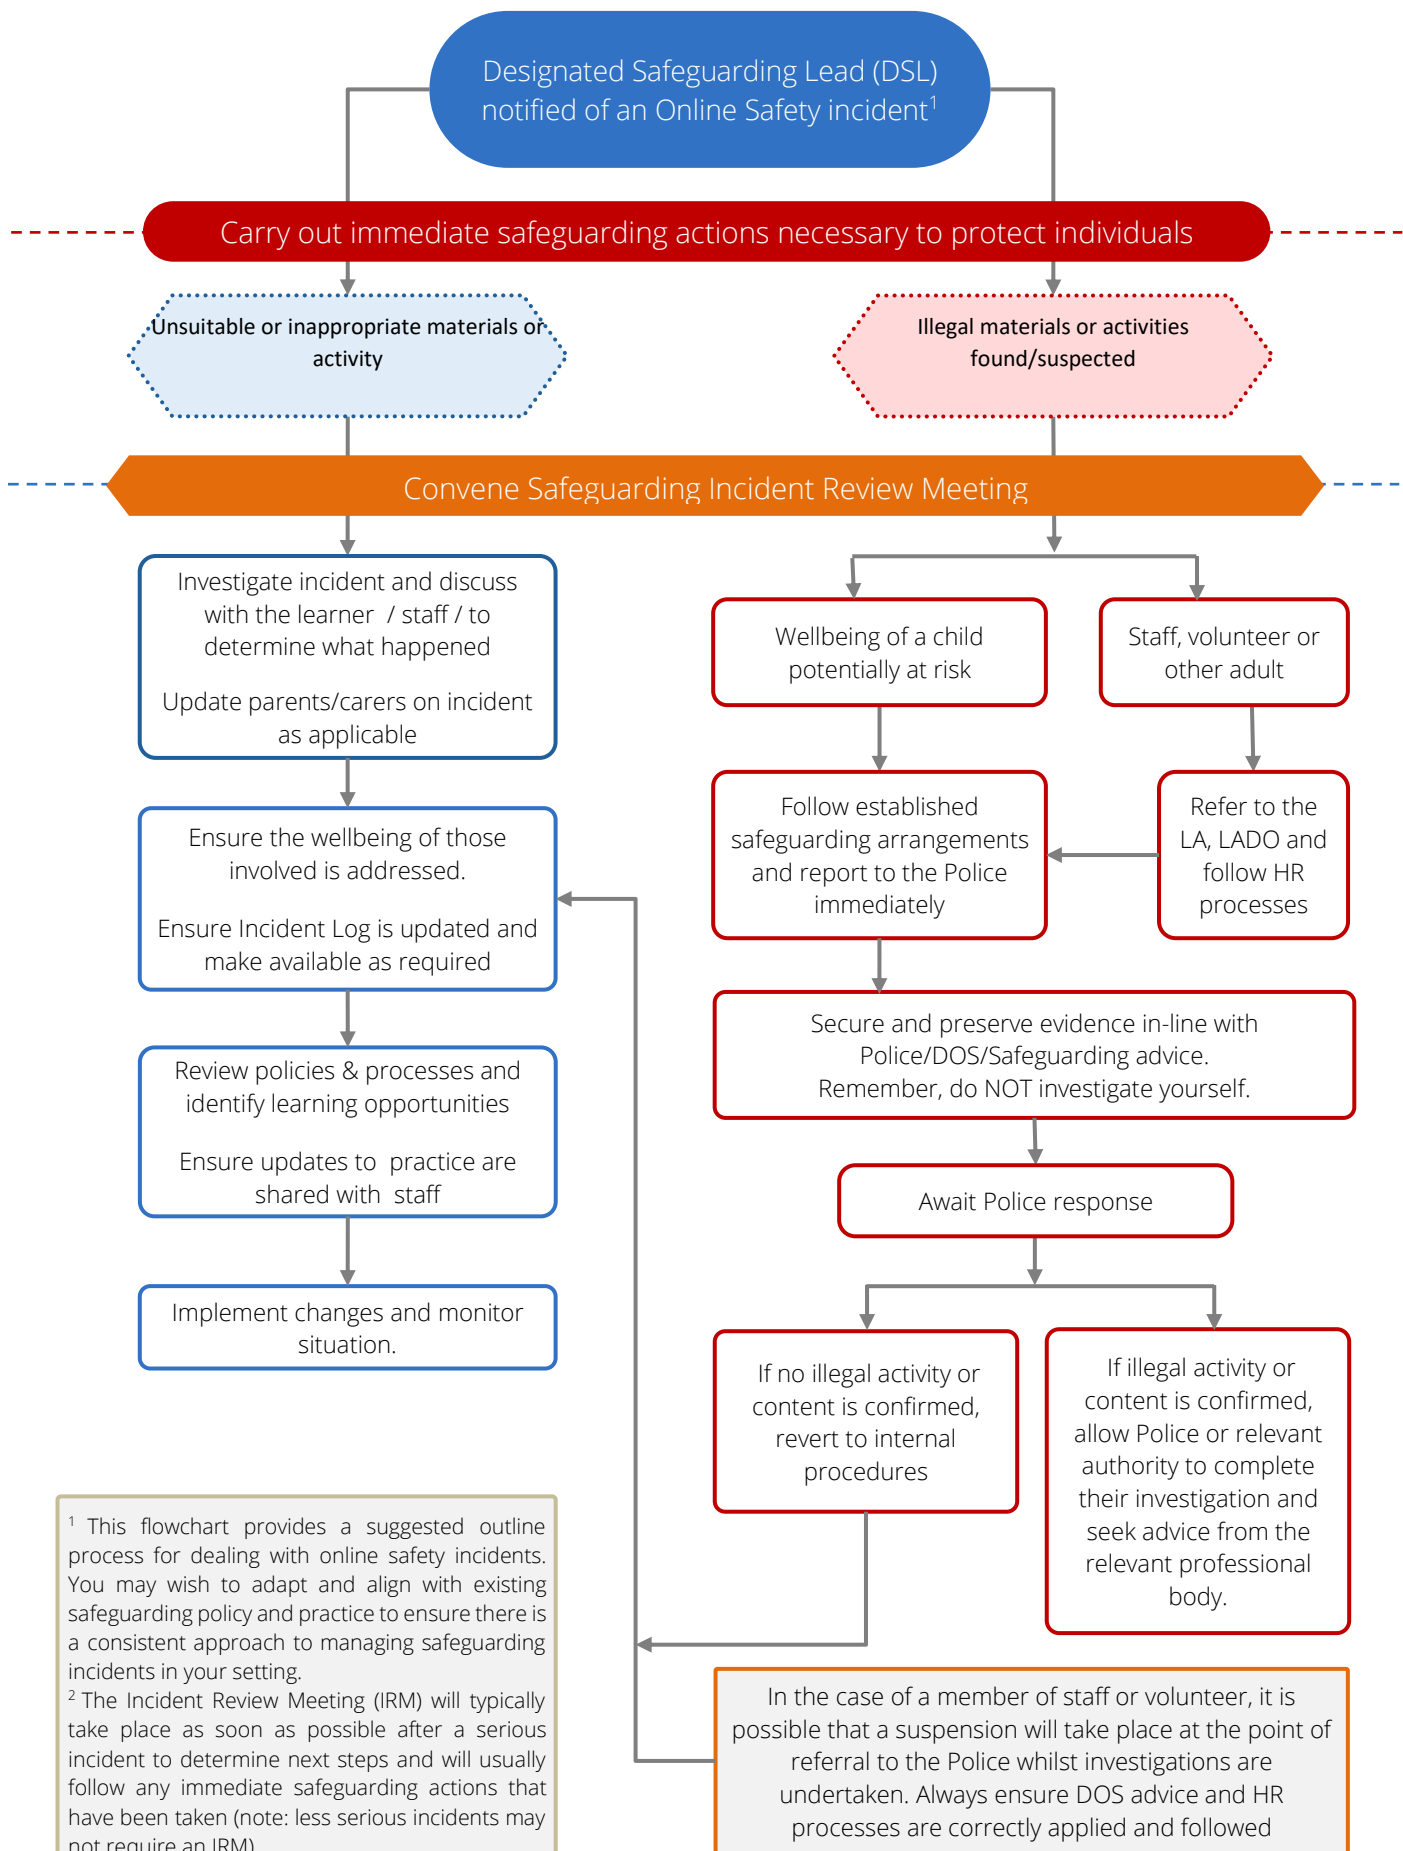 Designated Safeguarding Lead (DSL)
notified of an Online Safety incident¹
Carry out immediate safeguarding actions necessary to protect individuals
Unsuitable or inappropriate materials or
activity
Illegal materials or activities
found/suspected
Convene Safeguarding Incident Review Meeting
Investigate incident and discuss
with the learner / staff / to
determine what happened
Update parents/carers on incident
as applicable
Ensure the wellbeing of those
involved is addressed.
Ensure Incident Log is updated and
make available as required
Review policies & processes and
identify learning opportunities
Ensure updates to practice are
shared with staff
Implement changes and monitor
situation.
Wellbeing of a child
potentially at risk
Staff, volunteer or
other adult
Follow established
safeguarding arrangements
and report to the Police
immediately
Refer to the
LA, LADO and
follow HR
processes
Secure and preserve evidence in-line with
Police/DOS/Safeguarding advice.
Remember, do NOT investigate yourself.
Await Police response
If no illegal activity or
content is confirmed,
revert to internal
procedures
If illegal activity or
content is confirmed,
allow Police or relevant
authority to complete
their investigation and
seek advice from the
relevant professional
body.
¹ This flowchart provides a suggested outline
process for dealing with online safety incidents.
You may wish to adapt and align with existing
safeguarding policy and practice to ensure there is
a consistent approach to managing safeguarding
incidents in your setting.
² The Incident Review Meeting (IRM) will typically
take place as soon as possible after a serious
incident to determine next steps and will usually
follow any immediate safeguarding actions that
have been taken (note: less serious incidents may
not require an IRM)
In the case of a member of staff or volunteer, it is
possible that a suspension will take place at the point of
referral to the Police whilst investigations are
undertaken. Always ensure DOS advice and HR
processes are correctly applied and followed